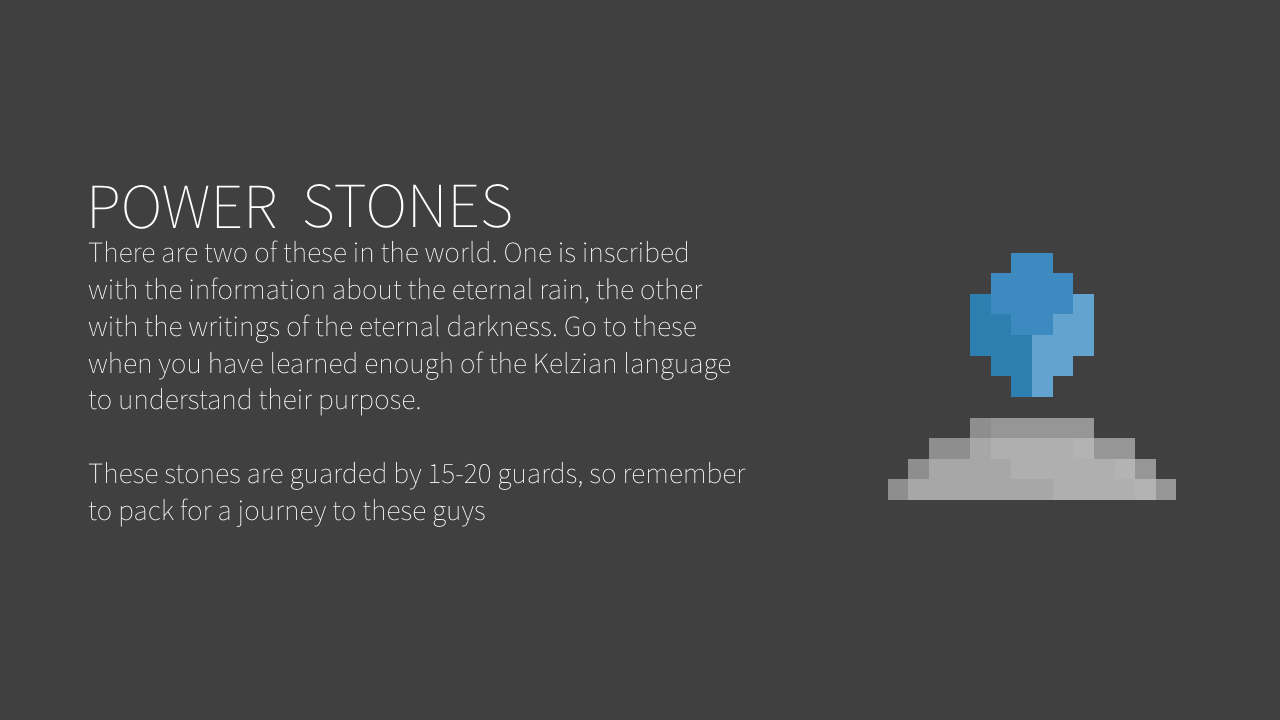 POWER STONES
There are two of these in the world. One is inscribed
with the information about the eternal rain, the other
with the writings of the eternal darkness. Go to these
when you have learned enough of the Kelzian language
to understand their purpose.
These stones are guarded by 15-20 guards, so remember
to pack for a journey to these guys